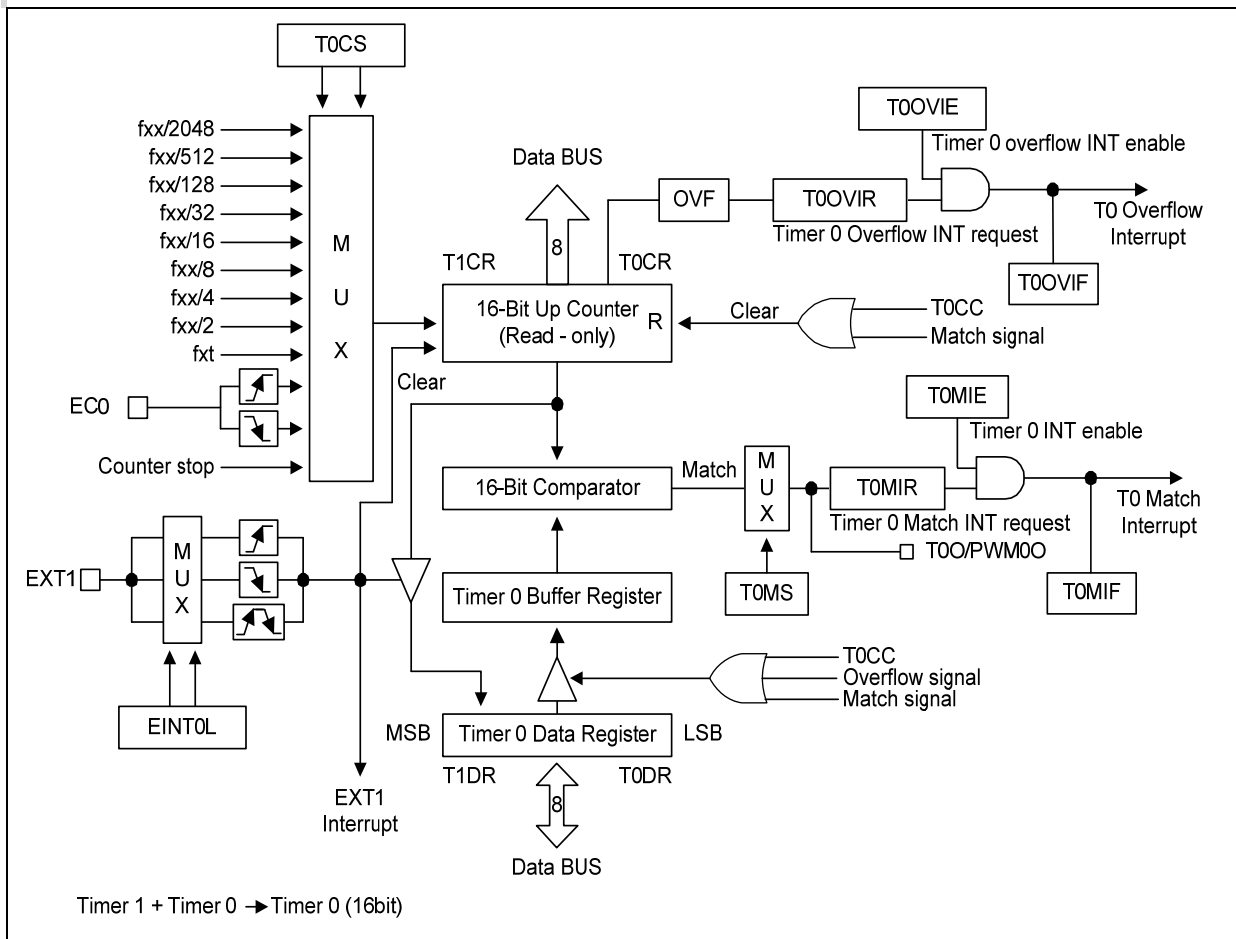 T0CS
fxx/2048
fxx/512
fxx/128
fxx/32
fxx/16
fxx/8
fxx/4
fxx/2
fxt
EC0
Counter stop
M
U
X
Data BUS
8
T1CR
T0CR
16-Bit Up Counter
(Read - only)
R
Clear
OVF
T0OVIR
Timer 0 Overflow INT request
T0OVIE
Timer 0 overflow INT enable
T0 Overflow
Interrupt
T0OVIF
Clear
T0CC
Match signal
16-Bit Comparator
Match
M
U
X
T0MS
T0MIR
Timer 0 Match INT request
T0O/PWM0O
T0MIE
Timer 0 INT enable
T0 Match
Interrupt
T0MIF
EXT1
M
U
X
EINT0L
EXT1
Interrupt
Timer 0 Buffer Register
T0CC
Overflow signal
Match signal
MSB
Timer 0 Data Register
LSB
T1DR
T0DR
8
Data BUS
Timer 1 + Timer 0 → Timer 0 (16bit)